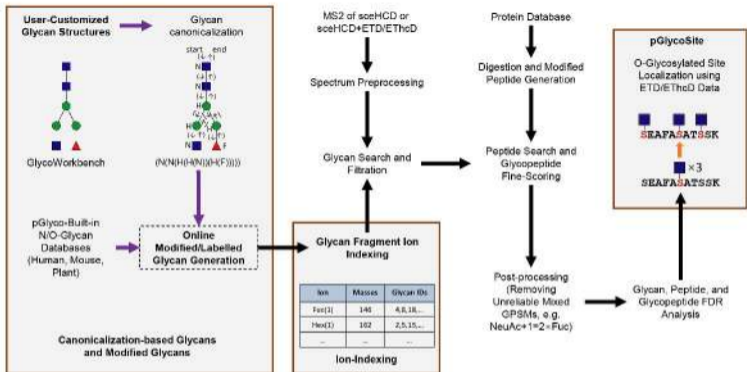 User-Customized
Glycan Structures
Glycan
canonicalization
start end
N
(↓ ↑)
N
(↓ ↑)
H
(↓ ↑)
H H
(↓ ↑) (↓ ↑)
N F
GlycoWorkbench
(N(N(H(H(N))(H(F)))))
pGlyco-Built-in
N/O-Glycan
Databases
(Human, Mouse,
Plant)
Online
Modified/Labelled
Glycan Generation
Canonicalization-based Glycans
and Modified Glycans
MS2 of sceHCD or
sceHCD+ETD/EThcD
Spectrum Preprocessing
Glycan Search and
Filtration
Glycan Fragment Ion
Indexing
Ion Masses Glycan IDs
Fuc(1) 146 4,8,18,...
Hex(1) 162 2,5,15,...
... ... ...
Ion-Indexing
Protein Database
Digestion and Modified
Peptide Generation
Peptide Search and
Glycopeptide
Fine-Scoring
Post-processing
(Removing
Unreliable Mixed
GPSMs, e.g.
NeuAc+1=2×Fuc)
pGlycoSite
O-Glycosylated Site
Localization using
ETD/EThcD Data
SEAFASATSSK
×3
SEAFASATSSK
Glycan, Peptide, and
Glycopeptide FDR
Analysis